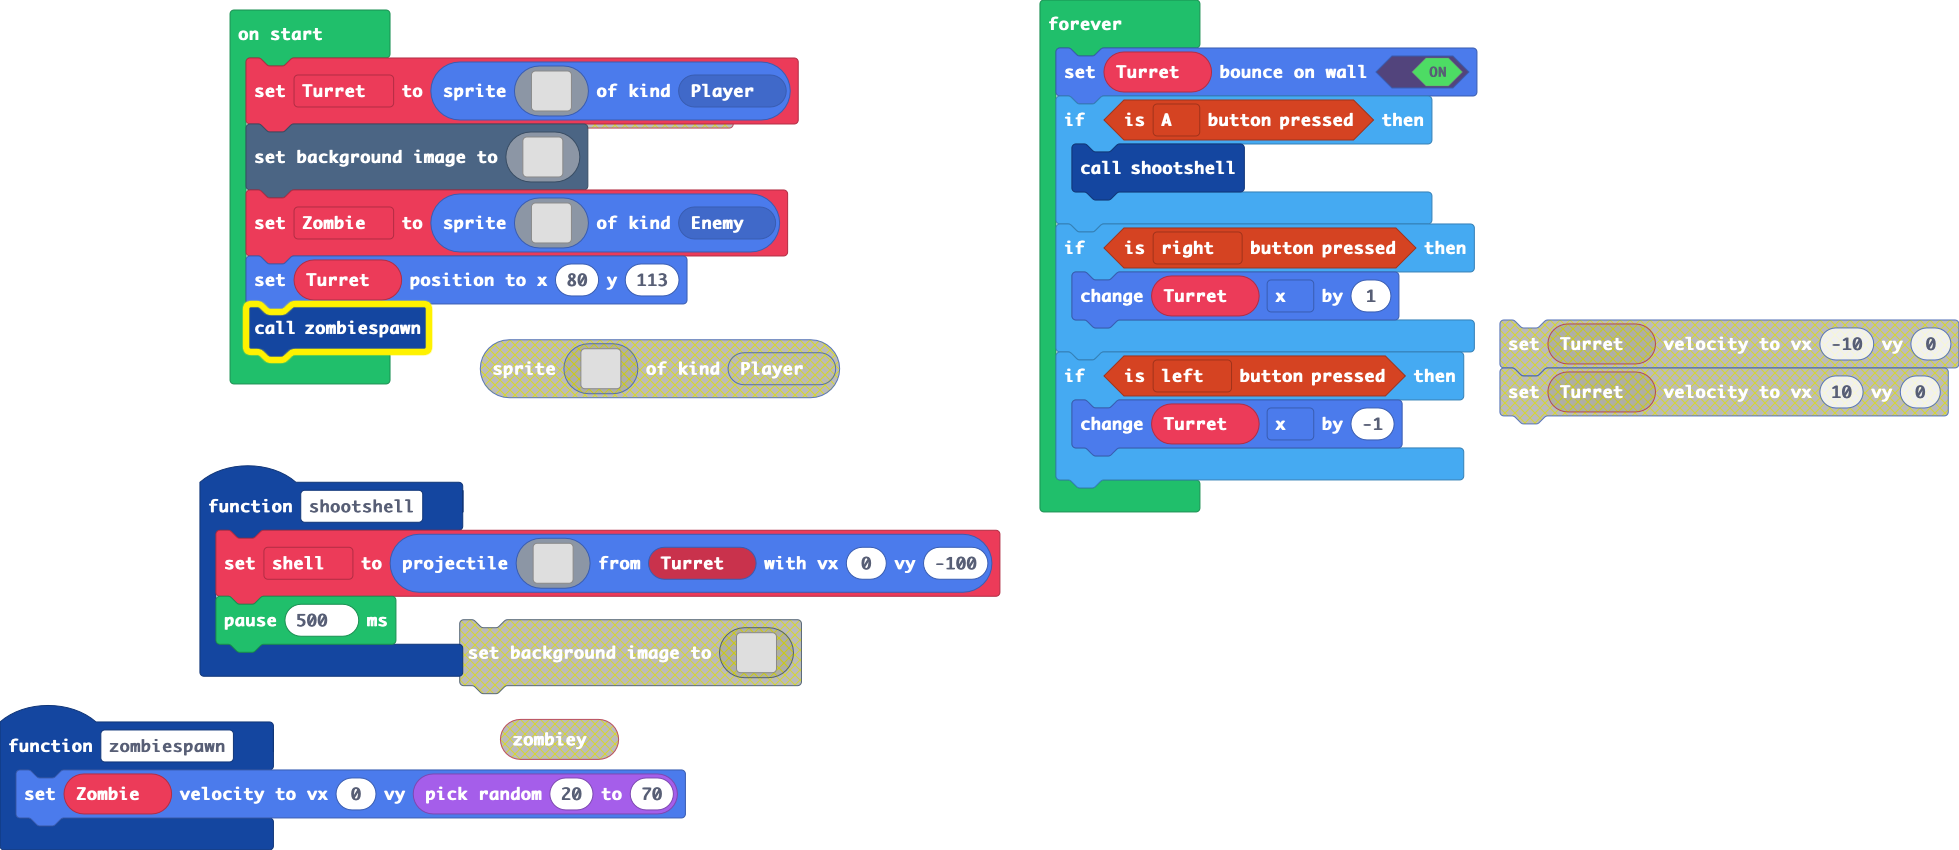 on start
set Turret to sprite of kind Player
set background image to
set Zombie to sprite of kind Enemy
set Turret position to x 80 y 113
call zombiespawn
sprite of kind Player
function shootshell
set shell to projectile from Turret with vx 0 vy -100
pause 500 ms
set background image to
zombiey
function zombiespawn
set Zombie velocity to vx 0 vy pick random 20 to 70
forever
set Turret bounce on wall ON
if is A button pressed then
call shootshell
if is right button pressed then
change Turret x by 1
if is left button pressed then
change Turret x by -1
set Turret velocity to vx -10 vy 0
set Turret velocity to vx 10 vy 0